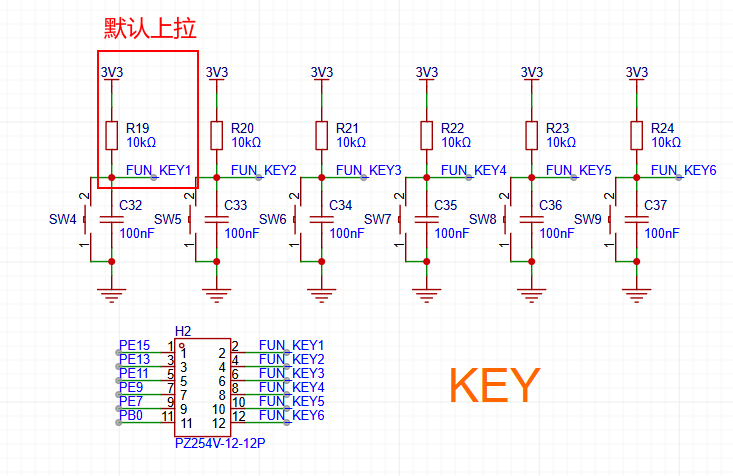 默认上拉
3V3 3V3 3V3 3V3 3V3 3V3
R19 R20 R21 R22 R23 R24
10kΩ 10kΩ 10kΩ 10kΩ 10kΩ 10kΩ
FUN_KEY1 FUN_KEY2 FUN_KEY3 FUN_KEY4 FUN_KEY5 FUN_KEY6
2 2 2 2 2 2
C32 C33 C34 C35 C36 C37
SW4 SW5 SW6 SW7 SW8 SW9
100nF 100nF 100nF 100nF 100nF 100nF
1 1 1 1 1 1
H2
PE15 1 1 2 2 FUN_KEY1
PE13 3 3 4 4 FUN_KEY2
PE11 5 5 6 6 FUN_KEY3
PE9 7 7 8 8 FUN_KEY4
PE7 9 9 10 10 FUN_KEY5
PB0 11 11 12 12 FUN_KEY6
PZ254V-12-12P
KEY